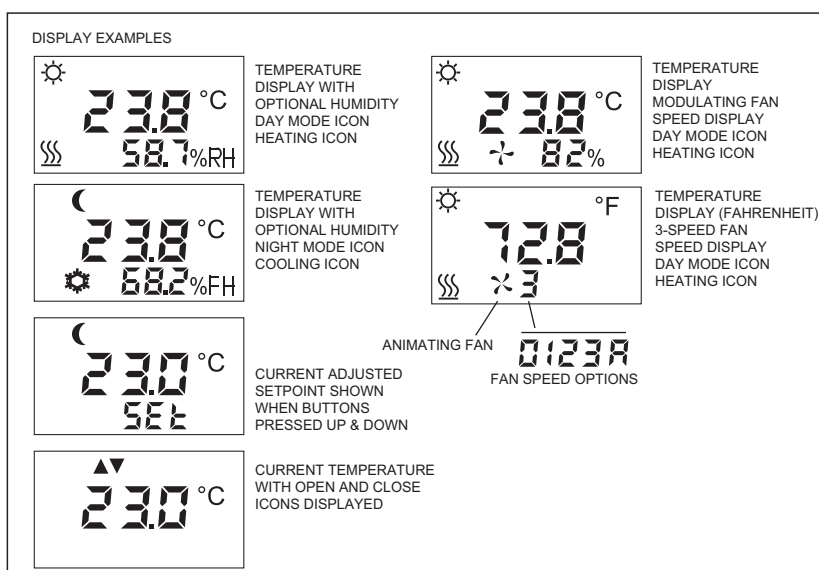 DISPLAY EXAMPLES
23.8 °C
58.7%RH
TEMPERATURE
DISPLAY WITH
OPTIONAL HUMIDITY
DAY MODE ICON
HEATING ICON
23.8 °C
82%
TEMPERATURE
DISPLAY
MODULATING FAN
SPEED DISPLAY
DAY MODE ICON
HEATING ICON
23.8 °C
68.2%FH
TEMPERATURE
DISPLAY WITH
OPTIONAL HUMIDITY
NIGHT MODE ICON
COOLING ICON
°F
72.8
3
TEMPERATURE
DISPLAY (FAHRENHEIT)
3-SPEED FAN
SPEED DISPLAY
DAY MODE ICON
HEATING ICON
ANIMATING FAN
0123A
FAN SPEED OPTIONS
23.0 °C
SEt
CURRENT ADJUSTED
SETPOINT SHOWN
WHEN BUTTONS
PRESSED UP & DOWN
23.0 °C
CURRENT TEMPERATURE
WITH OPEN AND CLOSE
ICONS DISPLAYED